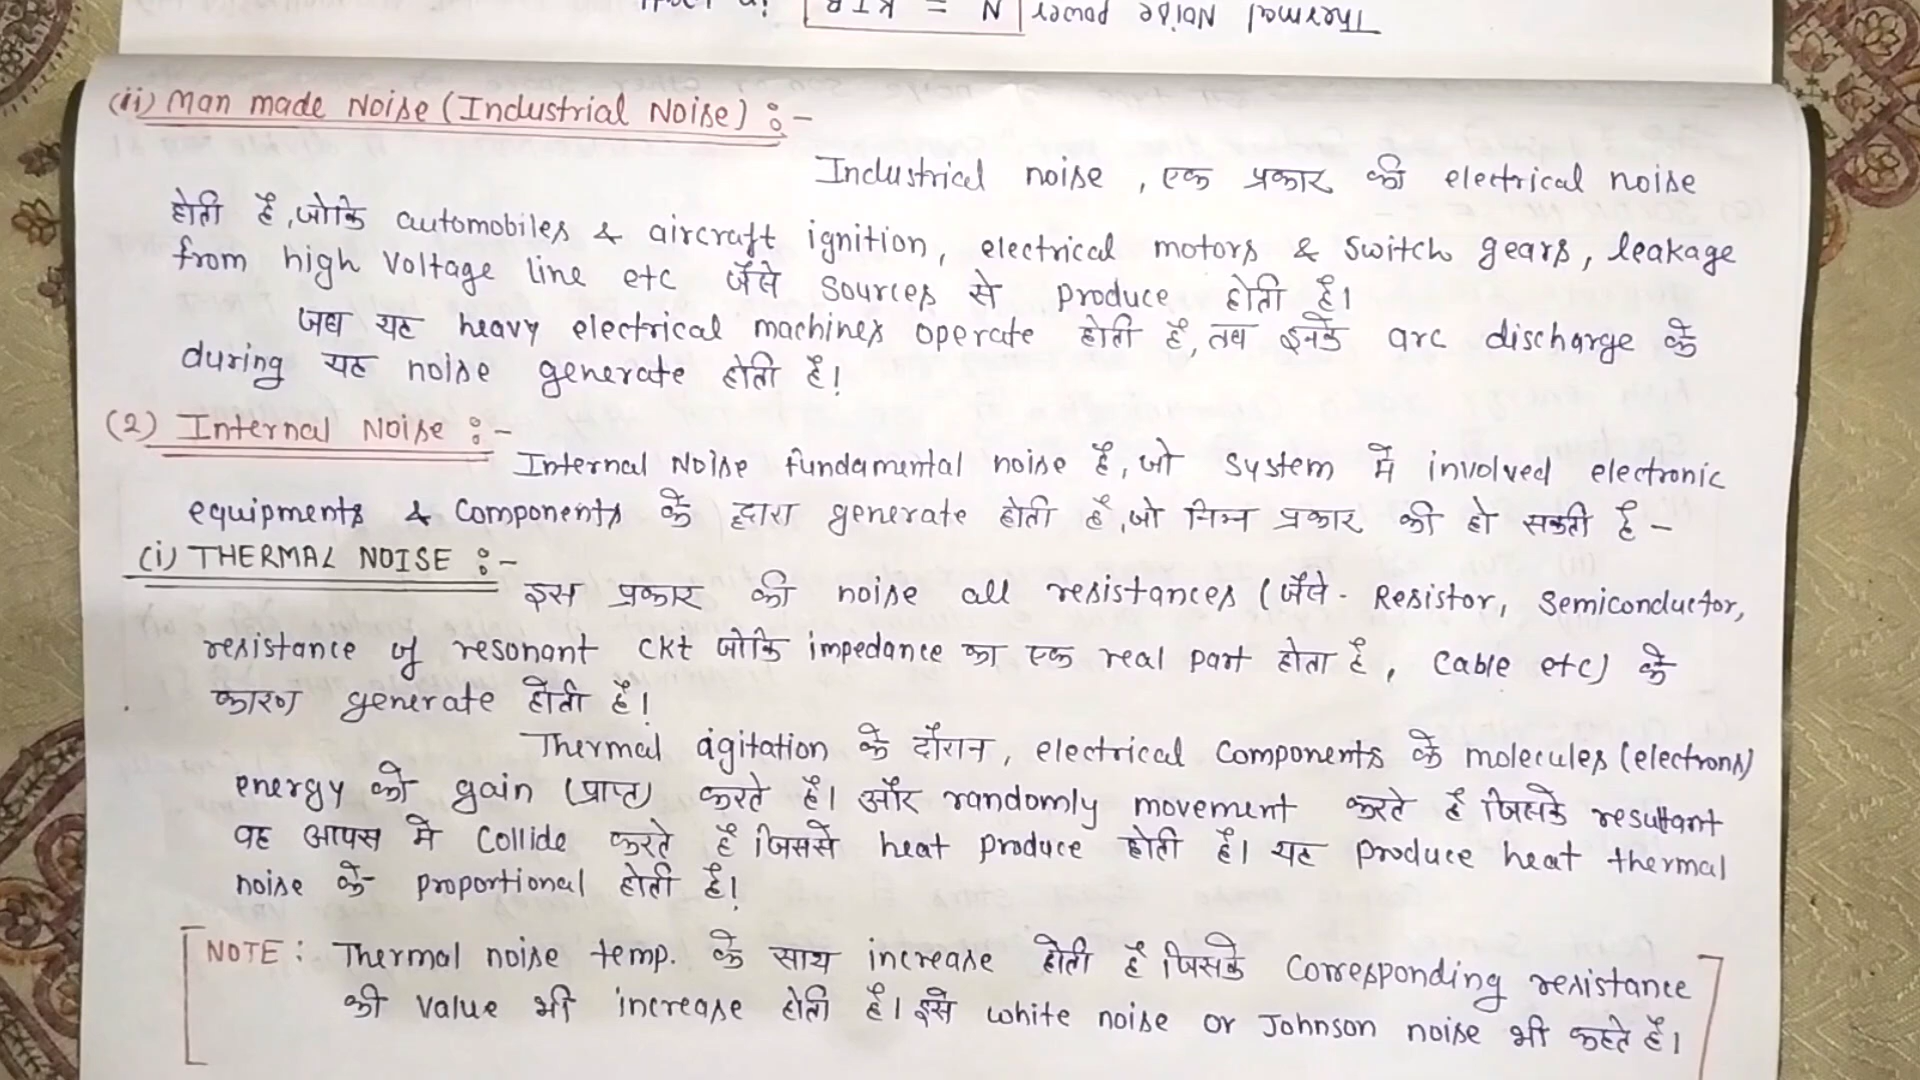 Thermal Noise power N = KTB in
(ii) Man made Noise (Industrial Noise) :-
Industrial noise , एक प्रकार की electrical noise
होती है , जोकि automobiles & aircraft ignition, electrical motors & switch gears, leakage
from high voltage line etc जैसे sources से produce होती है।
जब यह heavy electrical machines operate होती है, तब इनके arc discharge के
during यह noise generate होती है।
(2) Internal Noise :-
Internal Noise fundamental noise है , जो system में involved electronic
equipments & Components के द्वारा generate होती है , जो निम्न प्रकार की हो सकती है –
(i) THERMAL NOISE :-
इस प्रकार की noise all resistances (जैसे - Resistor, Semiconductor,
resistance of resonant ckt जोकि impedance का एक real part होता है , cable etc) के
कारण generate होती है।
Thermal agitation के दौरान , electrical components के molecules (electrons)
energy को gain (प्राप्त) करते है। और randomly movement करते है जिसके resultant
वह आपस में collide करते है जिससे heat produce होती है। यह produce heat thermal
noise के proportional होती है।
NOTE : Thermal noise temp. के साथ increase होती है जिसके corresponding resistance
की value भी increase होती है। इसे white noise or Johnson noise भी कहते है।